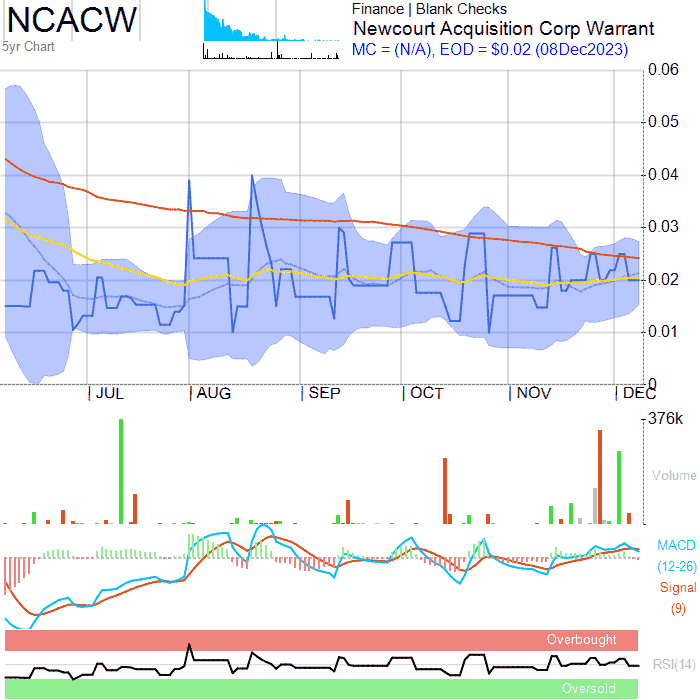 NCACW
5yr Chart
Finance | Blank Checks
Newcourt Acquisition Corp Warrant
MC = (N/A), EOD = $0.02 (08Dec2023)
0.06
0.05
0.04
0.03
0.02
0.01
0
JUL AUG SEP OCT NOV DEC
376k
Volume
MACD
(12-26)
Signal
(9)
Overbought
RSI(14)
Oversold